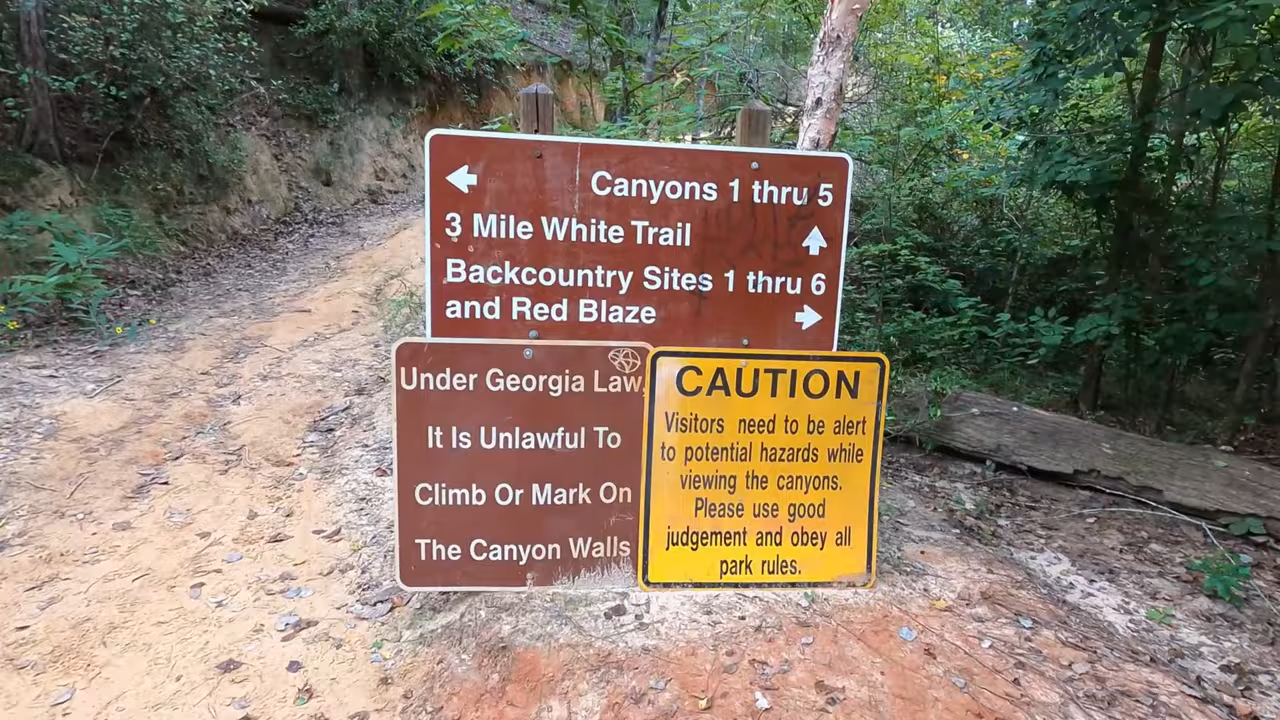 Canyons 1 thru 5
3 Mile White Trail
Backcountry Sites 1 thru 6
and Red Blaze
Under Georgia Law,
It Is Unlawful To
Climb Or Mark On
The Canyon Walls
CAUTION
Visitors need to be alert
to potential hazards while
viewing the canyons.
Please use good
judgement and obey all
park rules.